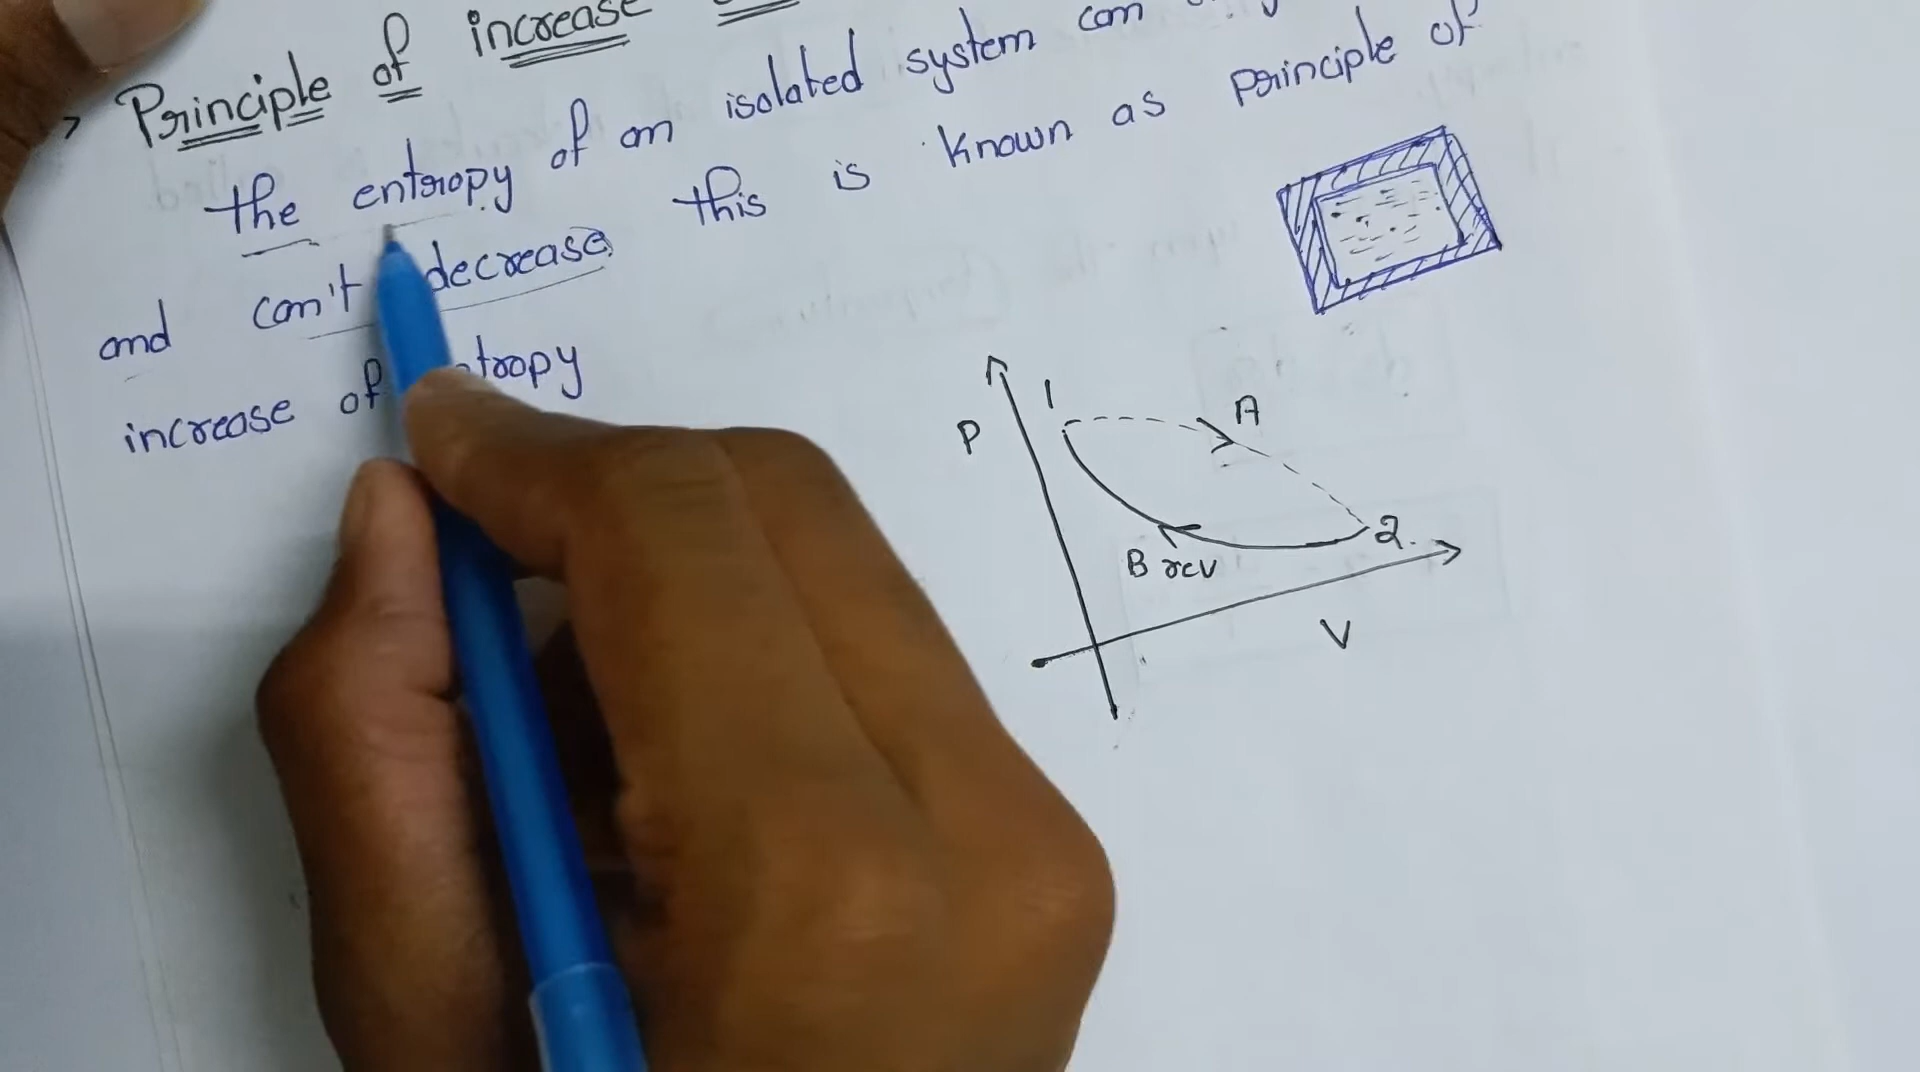 Principle of increase
the entropy of an isolated system can
and can't decrease this is known as principle of
increase of
P
1
A
2.
B rev
V